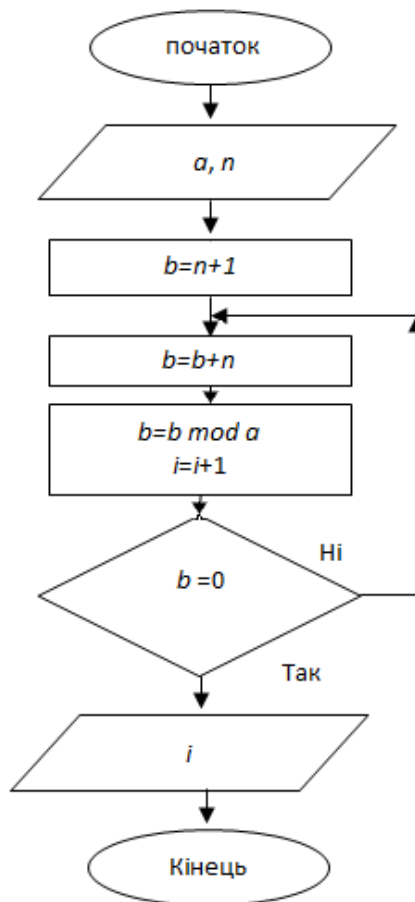 початок
a, n
b=n+1
b=b+n
b=b mod a
i=i+1
b =0
Ні
Так
i
Кінець